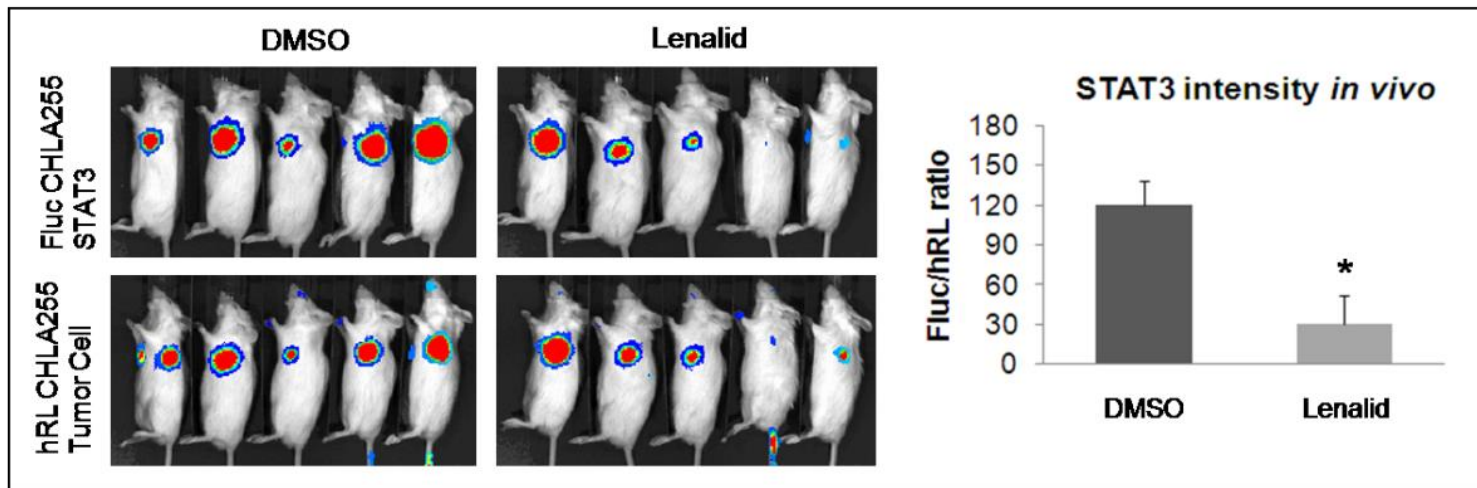 DMSO
Lenalid
Fluc CHLA255
STAT3
hRL CHLA255
Tumor Cell
STAT3 intensity in vivo
Fluc/hRL ratio
180
150
120
90
60
30
0
*
DMSO
Lenalid